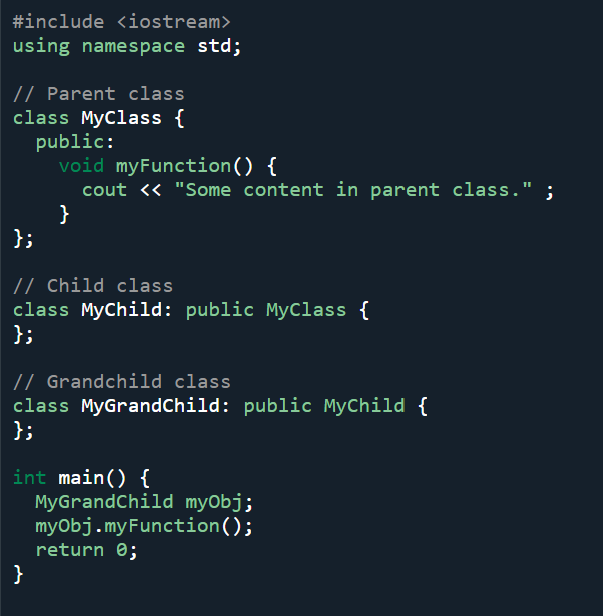 #include <iostream>
using namespace std;

// Parent class
class MyClass {
  public:
    void myFunction() {
      cout << "Some content in parent class." ;
    }
};

// Child class
class MyChild: public MyClass {
};

// Grandchild class
class MyGrandChild: public MyChild {
};

int main() {
  MyGrandChild myObj;
  myObj.myFunction();
  return 0;
}